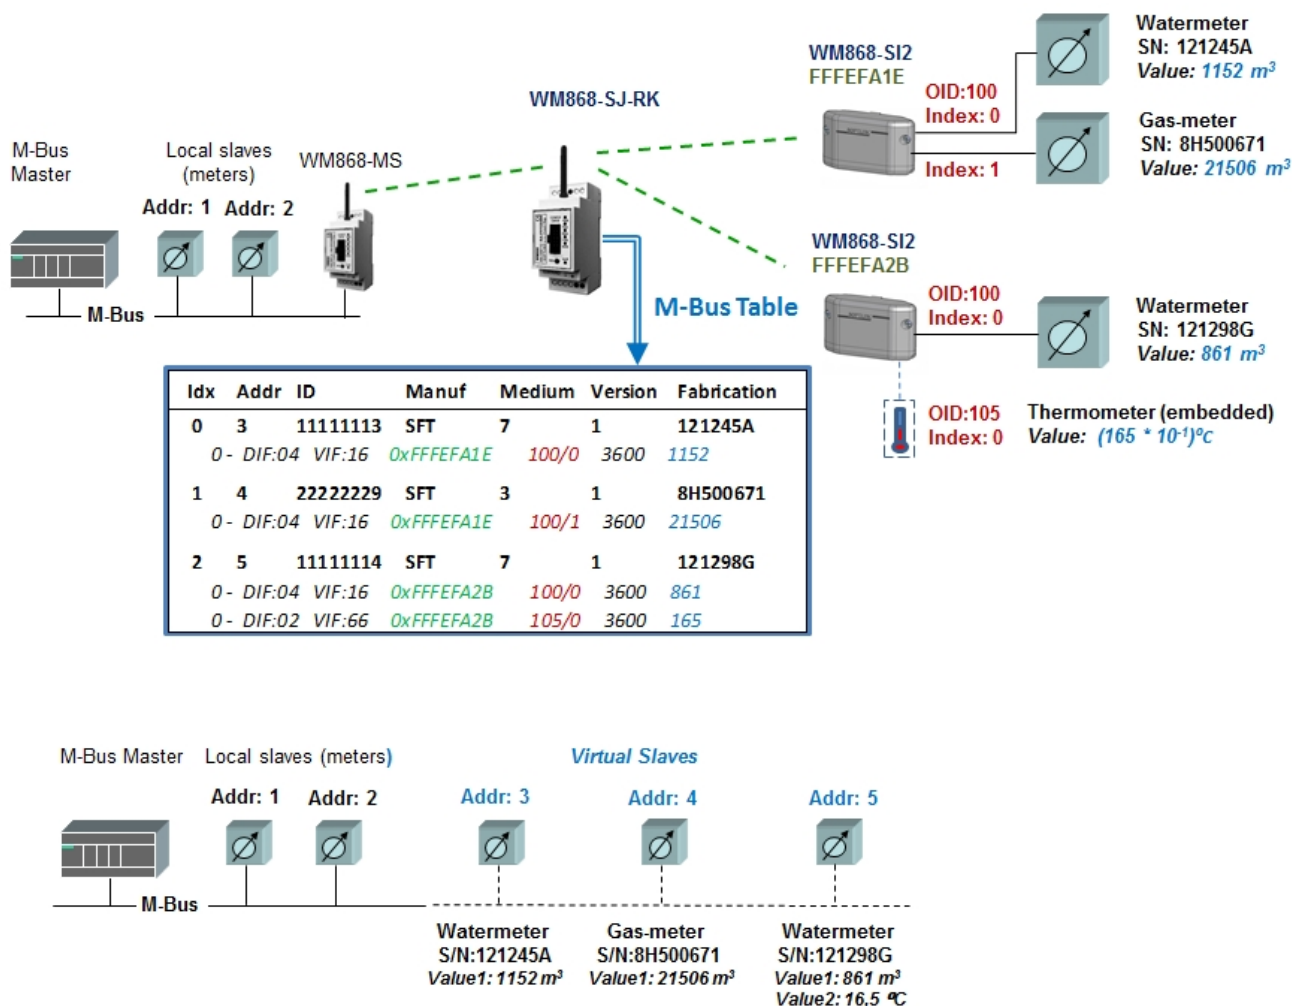 Watermeter
SN: 121245A
Value: 1152 m³
WM868-SI2
FFFEFA1E
OID:100
Index: 0
WM868-SJ-RK
Gas-meter
SN: 8H500671
Value: 21506 m³
Index: 1
M-Bus
Master
Local slaves
(meters)
WM868-MS
Addr: 1 Addr: 2
M-Bus
WM868-SI2
FFFEFA2B
OID:100
Index: 0
Watermeter
SN: 121298G
Value: 861 m³
M-Bus Table
OID:105
Index: 0
Thermometer (embedded)
Value: (165 * 10⁻¹)ºC
Idx Addr ID Manuf Medium Version Fabrication
0 3 11111113 SFT 7 1 121245A
0 - DIF:04 VIF:16 0xFFFEFA1E 100/0 3600 1152
1 4 22222229 SFT 3 1 8H500671
0 - DIF:04 VIF:16 0xFFFEFA1E 100/1 3600 21506
2 5 11111114 SFT 7 1 121298G
0 - DIF:04 VIF:16 0xFFFEFA2B 100/0 3600 861
0 - DIF:02 VIF:66 0xFFFEFA2B 105/0 3600 165
M-Bus Master Local slaves (meters) Virtual Slaves
Addr: 1 Addr: 2 Addr: 3 Addr: 4 Addr: 5
M-Bus
Watermeter
S/N:121245A
Value1: 1152 m³
Gas-meter
S/N:8H500671
Value1: 21506 m³
Watermeter
S/N:121298G
Value1: 861 m³
Value2: 16.5 ºC